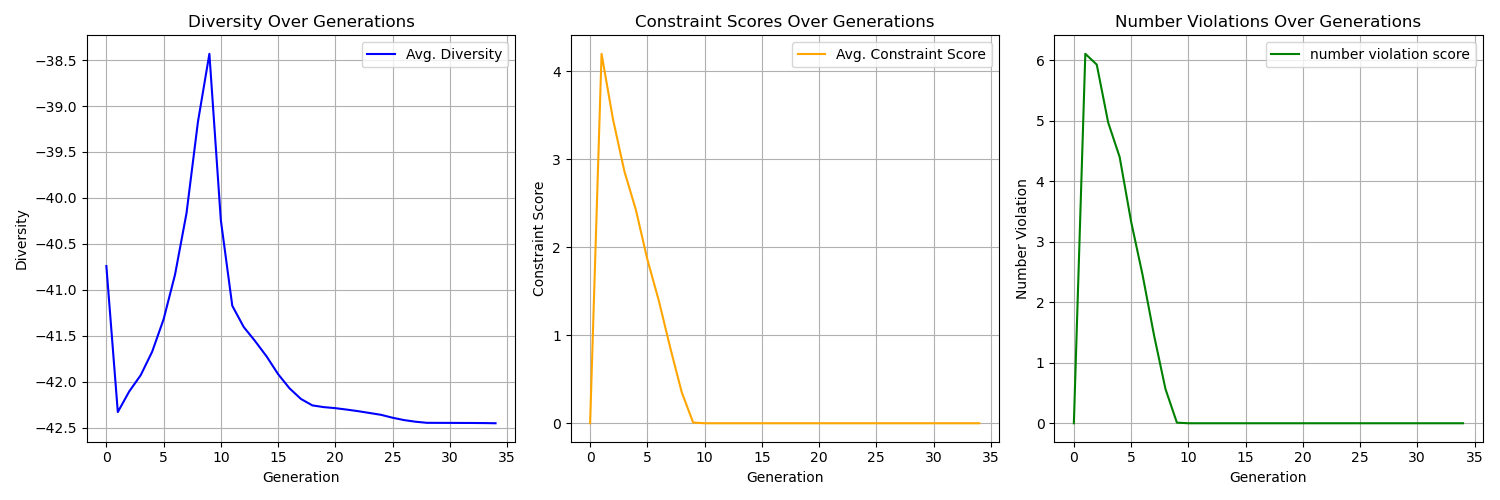 Diversity Over Generations
Avg. Diversity
−38.5
−39.0
−39.5
−40.0
−40.5
−41.0
−41.5
−42.0
−42.5
Diversity
0 5 10 15 20 25 30 35
Generation
Constraint Scores Over Generations
Avg. Constraint Score
4
3
2
1
0
Constraint Score
0 5 10 15 20 25 30 35
Generation
Number Violations Over Generations
number violation score
6
5
4
3
2
1
0
Number Violation
0 5 10 15 20 25 30 35
Generation